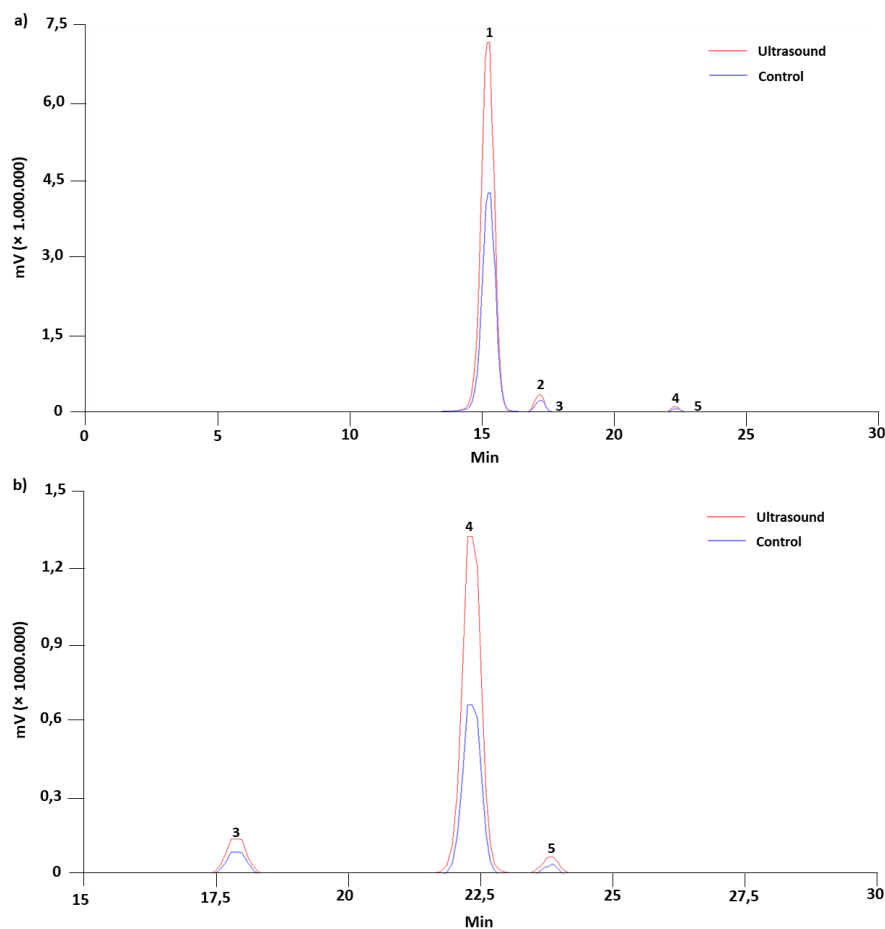 a)
7,5
1
Ultrasound
Control
6,0
4,5
mV (× 1.000.000)
3,0
1,5
2
3
4
5
0
0 5 10 15 20 25 30
Min
b)
1,5
4
Ultrasound
Control
1,2
0,9
mV (× 1000.000)
0,6
0,3
3
5
0
15 17,5 20 22,5 25 27,5 30
Min